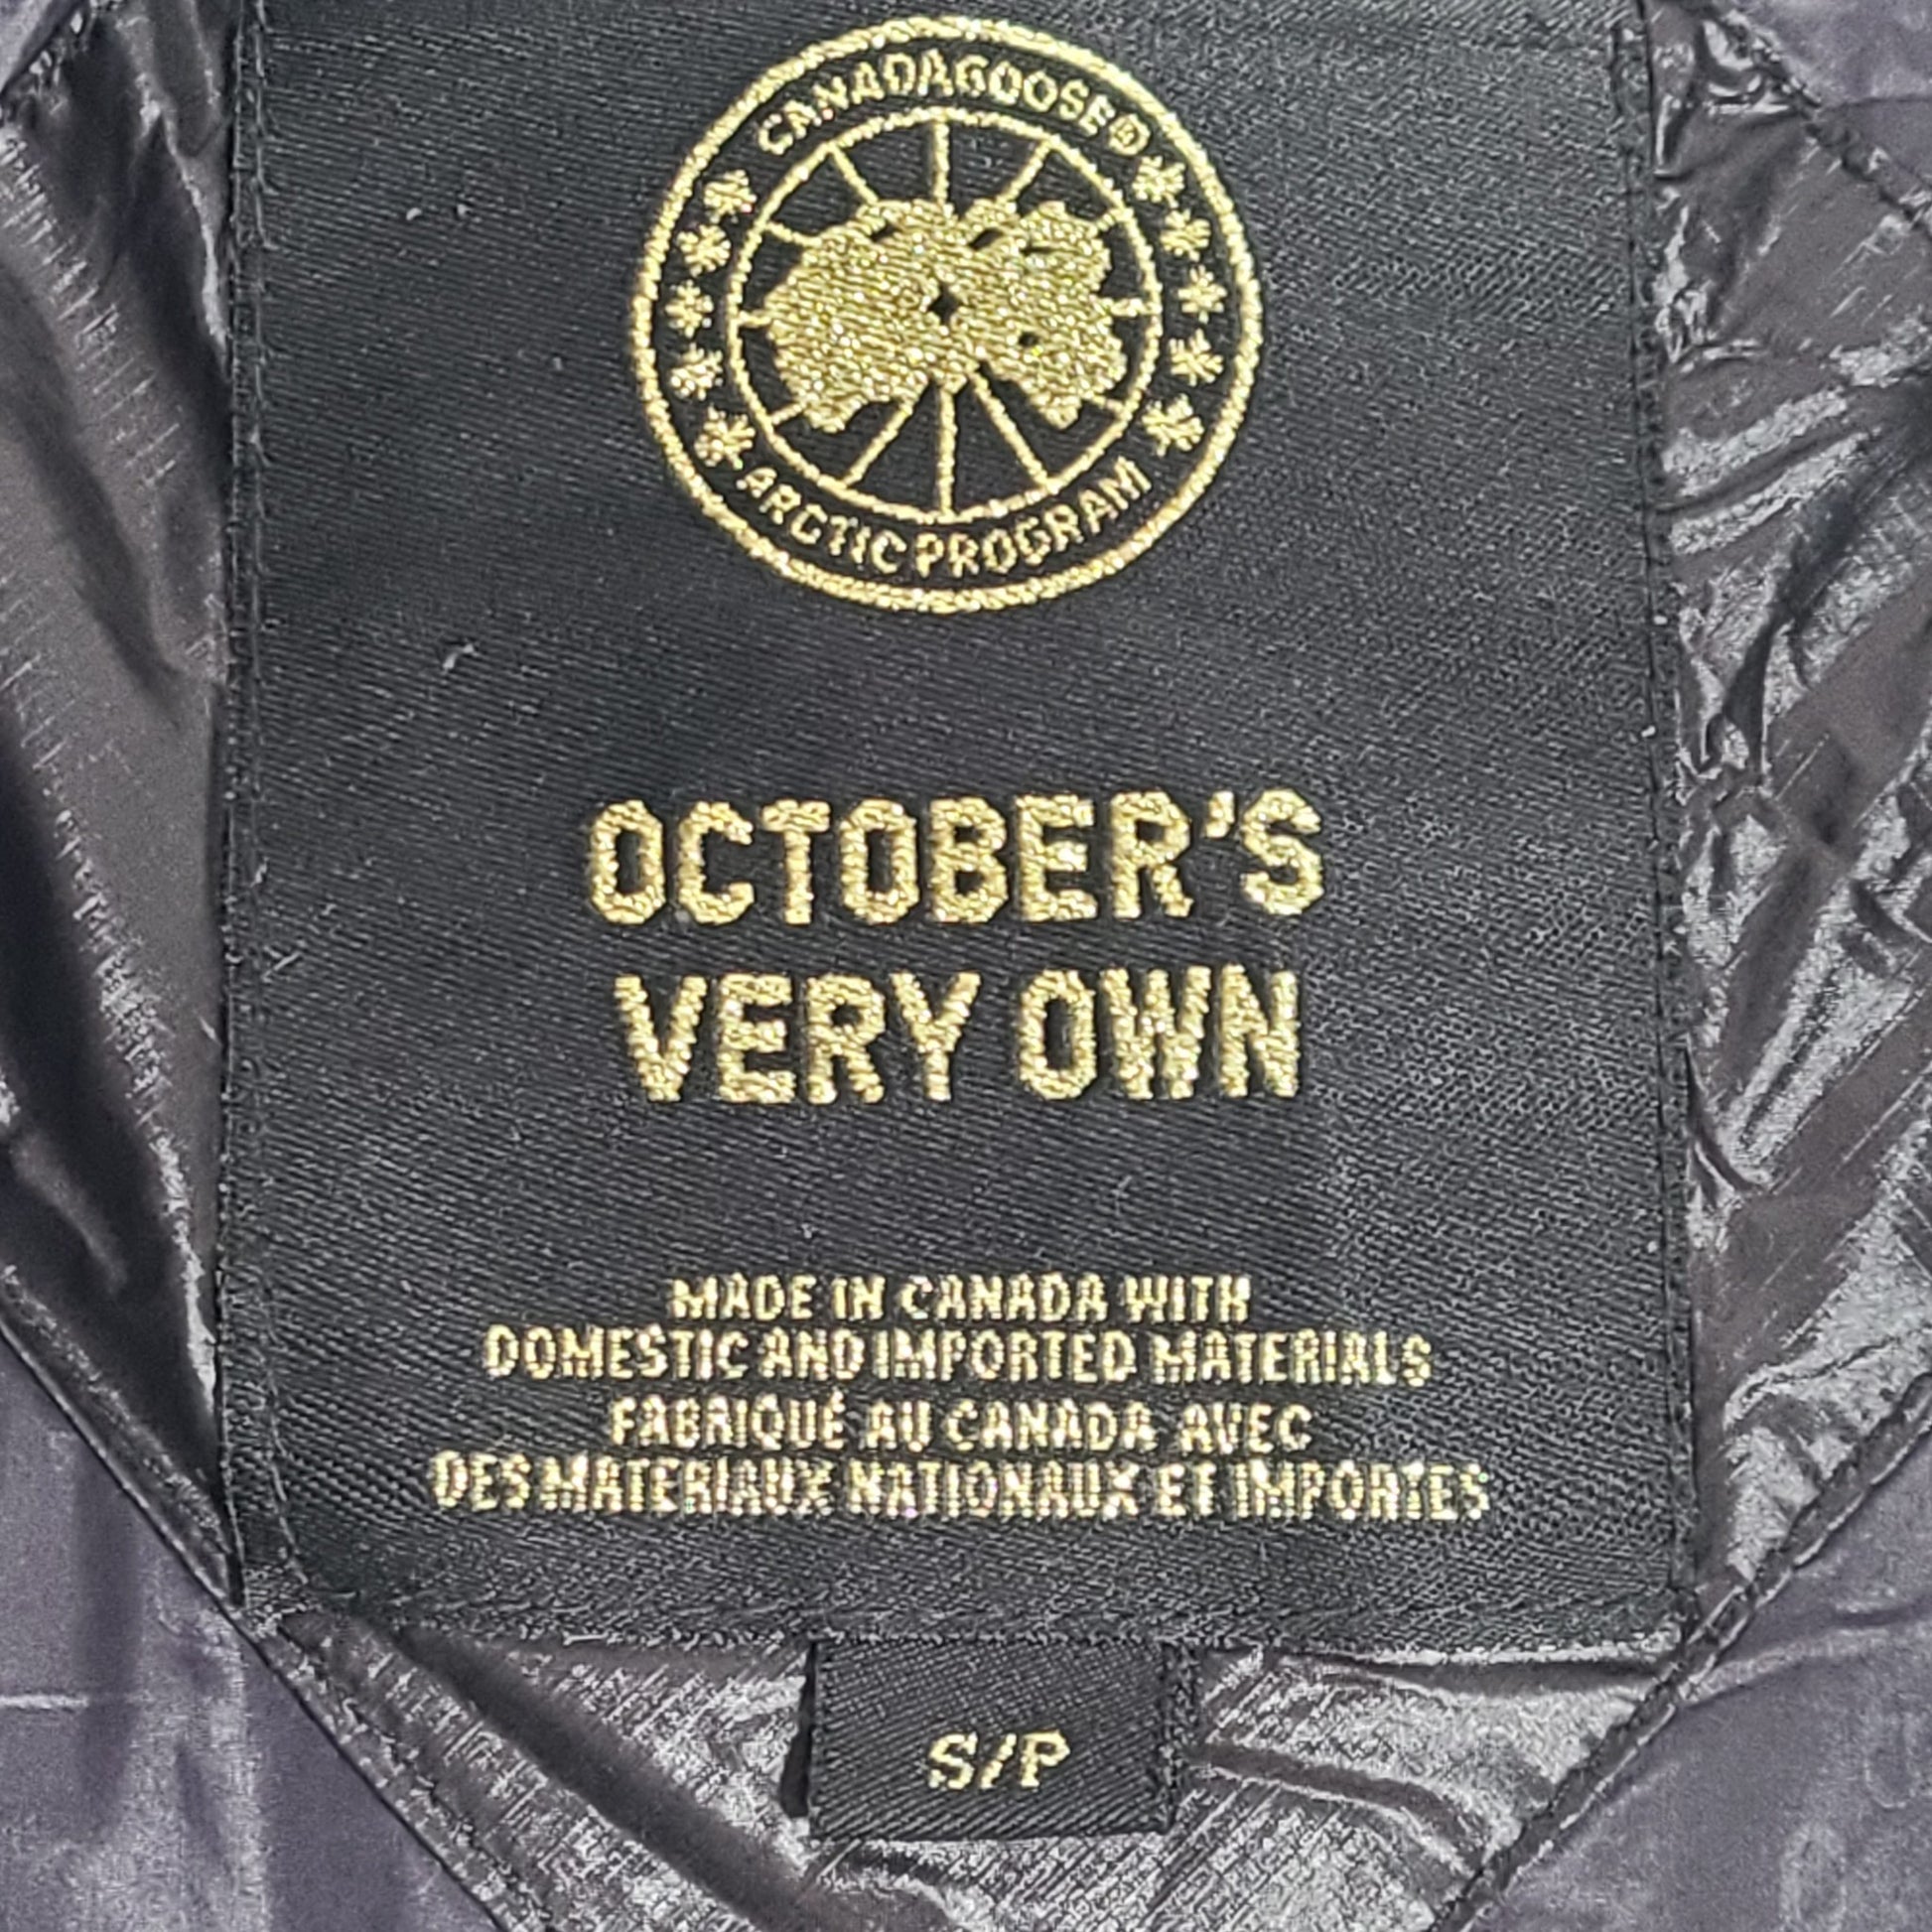 CANADA GOOSE®
ARCTIC PROGRAM
OCTOBER'S
VERY OWN
MADE IN CANADA WITH
DOMESTIC AND IMPORTED MATERIALS
FABRIQUÉ AU CANADA AVEC
DES MATERIAUX NATIONAUX ET IMPORTES
S/P